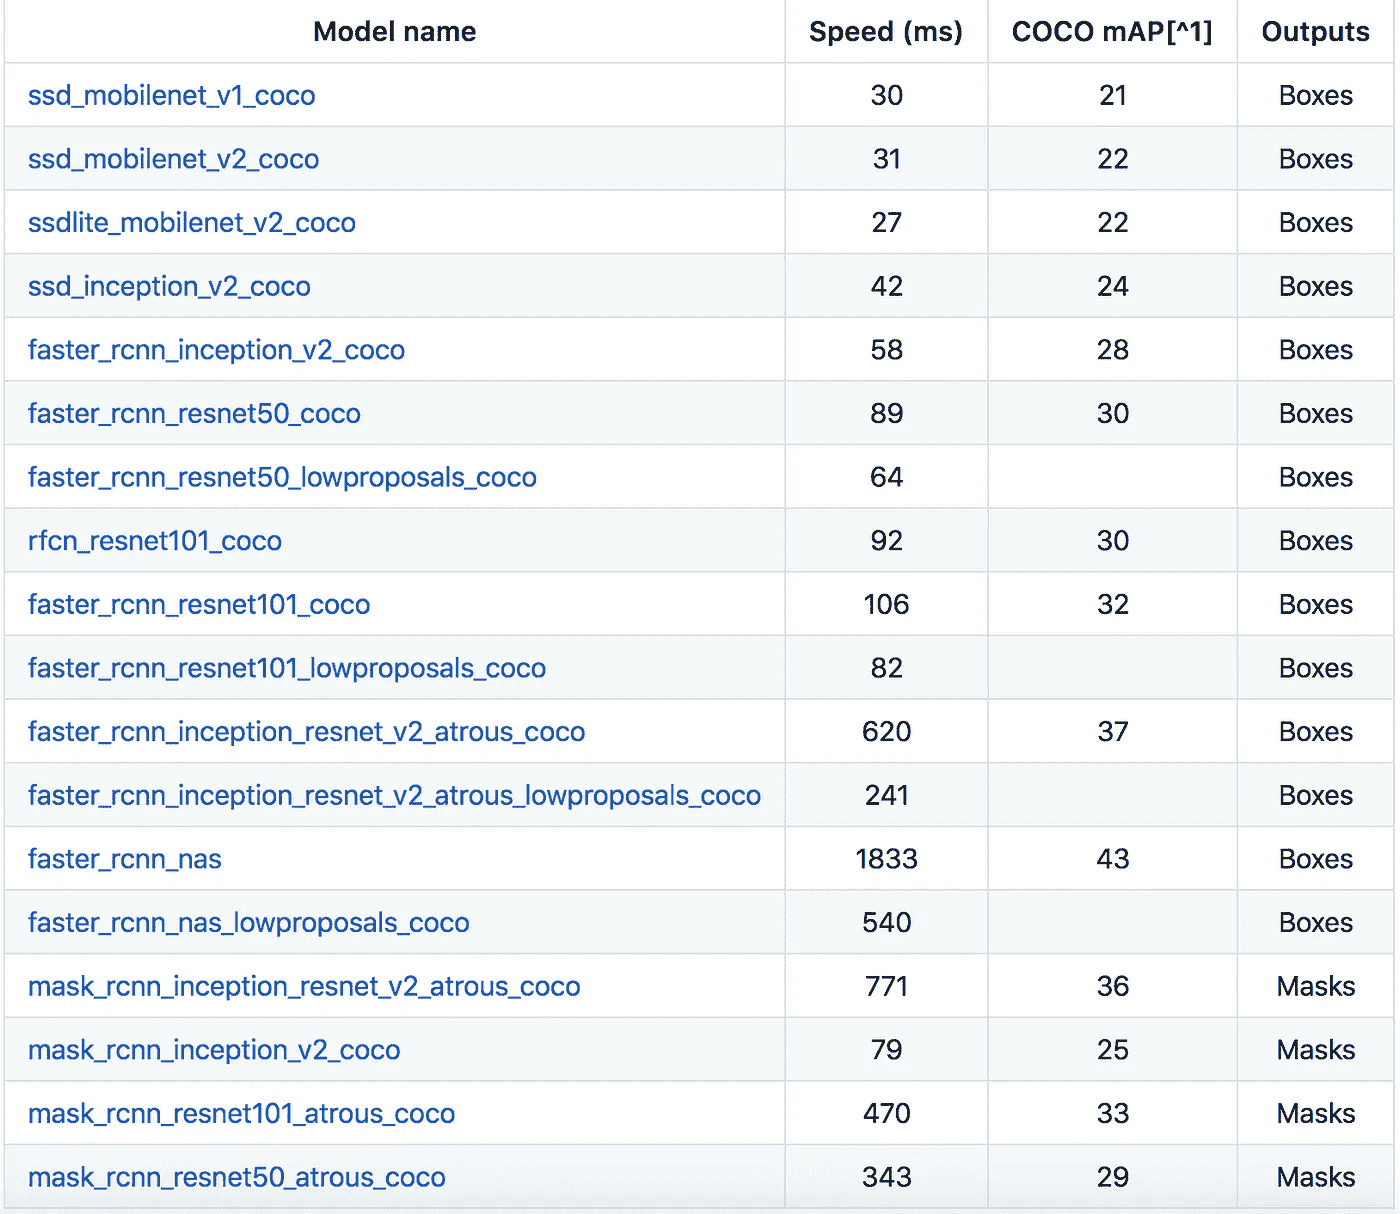 Model name Speed (ms) COCO mAP[^1] Outputs
ssd_mobilenet_v1_coco 30 21 Boxes
ssd_mobilenet_v2_coco 31 22 Boxes
ssdlite_mobilenet_v2_coco 27 22 Boxes
ssd_inception_v2_coco 42 24 Boxes
faster_rcnn_inception_v2_coco 58 28 Boxes
faster_rcnn_resnet50_coco 89 30 Boxes
faster_rcnn_resnet50_lowproposals_coco 64 Boxes
rfcn_resnet101_coco 92 30 Boxes
faster_rcnn_resnet101_coco 106 32 Boxes
faster_rcnn_resnet101_lowproposals_coco 82 Boxes
faster_rcnn_inception_resnet_v2_atrous_coco 620 37 Boxes
faster_rcnn_inception_resnet_v2_atrous_lowproposals_coco 241 Boxes
faster_rcnn_nas 1833 43 Boxes
faster_rcnn_nas_lowproposals_coco 540 Boxes
mask_rcnn_inception_resnet_v2_atrous_coco 771 36 Masks
mask_rcnn_inception_v2_coco 79 25 Masks
mask_rcnn_resnet101_atrous_coco 470 33 Masks
mask_rcnn_resnet50_atrous_coco 343 29 Masks